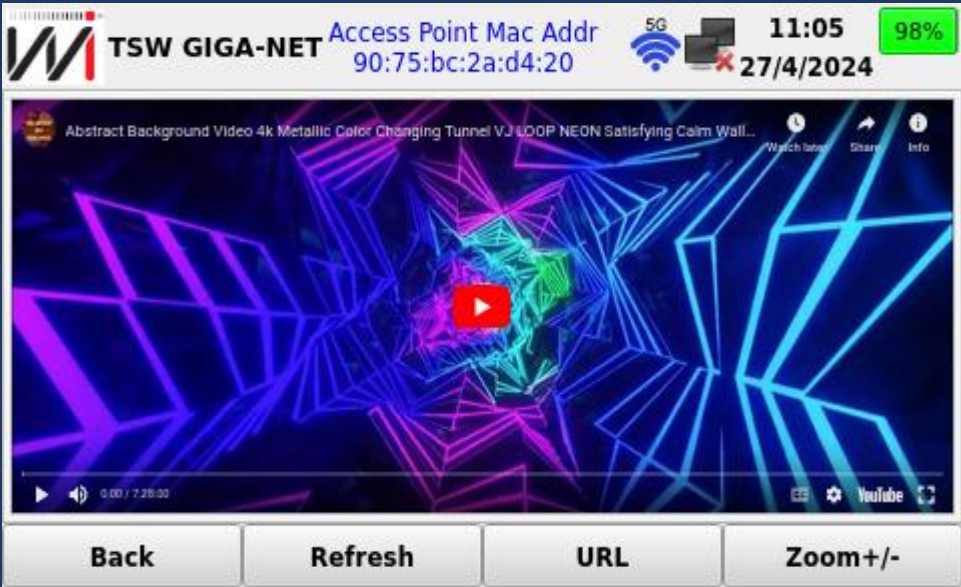 TSW GIGA-NET
Access Point Mac Addr
90:75:bc:2a:d4:20
5G
11:05
27/4/2024
98%
Abstract Background Video 4k Metallic Color Changing Tunnel VJ LOOP NEON Satisfying Calm Wall...
Watch later
Share
Info
0:00 / 7:28:00
YouTube
Back
Refresh
URL
Zoom+/-